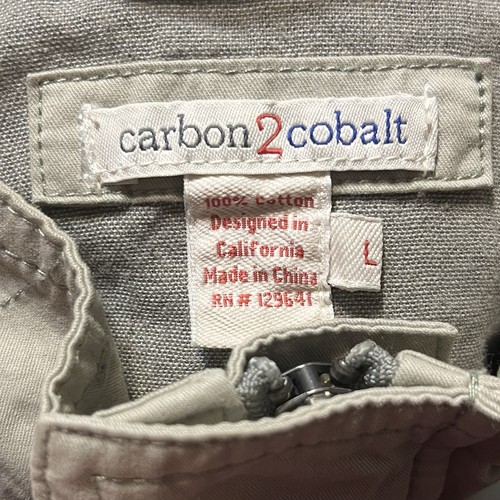 carbon2cobalt
100% cotton
Designed in
California
Made in China
RN# 129641
L